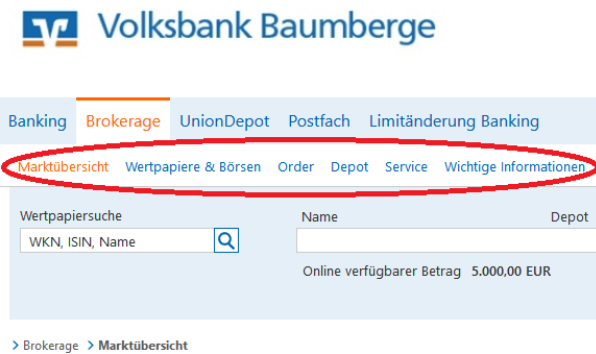 Volksbank Baumberge
Banking Brokerage UnionDepot Postfach Limitänderung Banking
Marktübersicht Wertpapiere & Börsen Order Depot Service Wichtige Informationen
Wertpapiersuche Name Depot
WKN, ISIN, Name
Online verfügbarer Betrag 5.000,00 EUR
> Brokerage > Marktübersicht